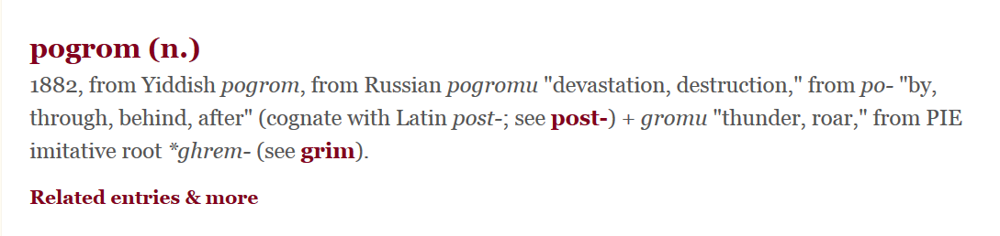 pogrom (n.)
1882, from Yiddish pogrom, from Russian pogromu "devastation, destruction," from po- "by,
through, behind, after" (cognate with Latin post-; see post-) + gromu "thunder, roar," from PIE
imitative root *ghrem- (see grim).
Related entries & more